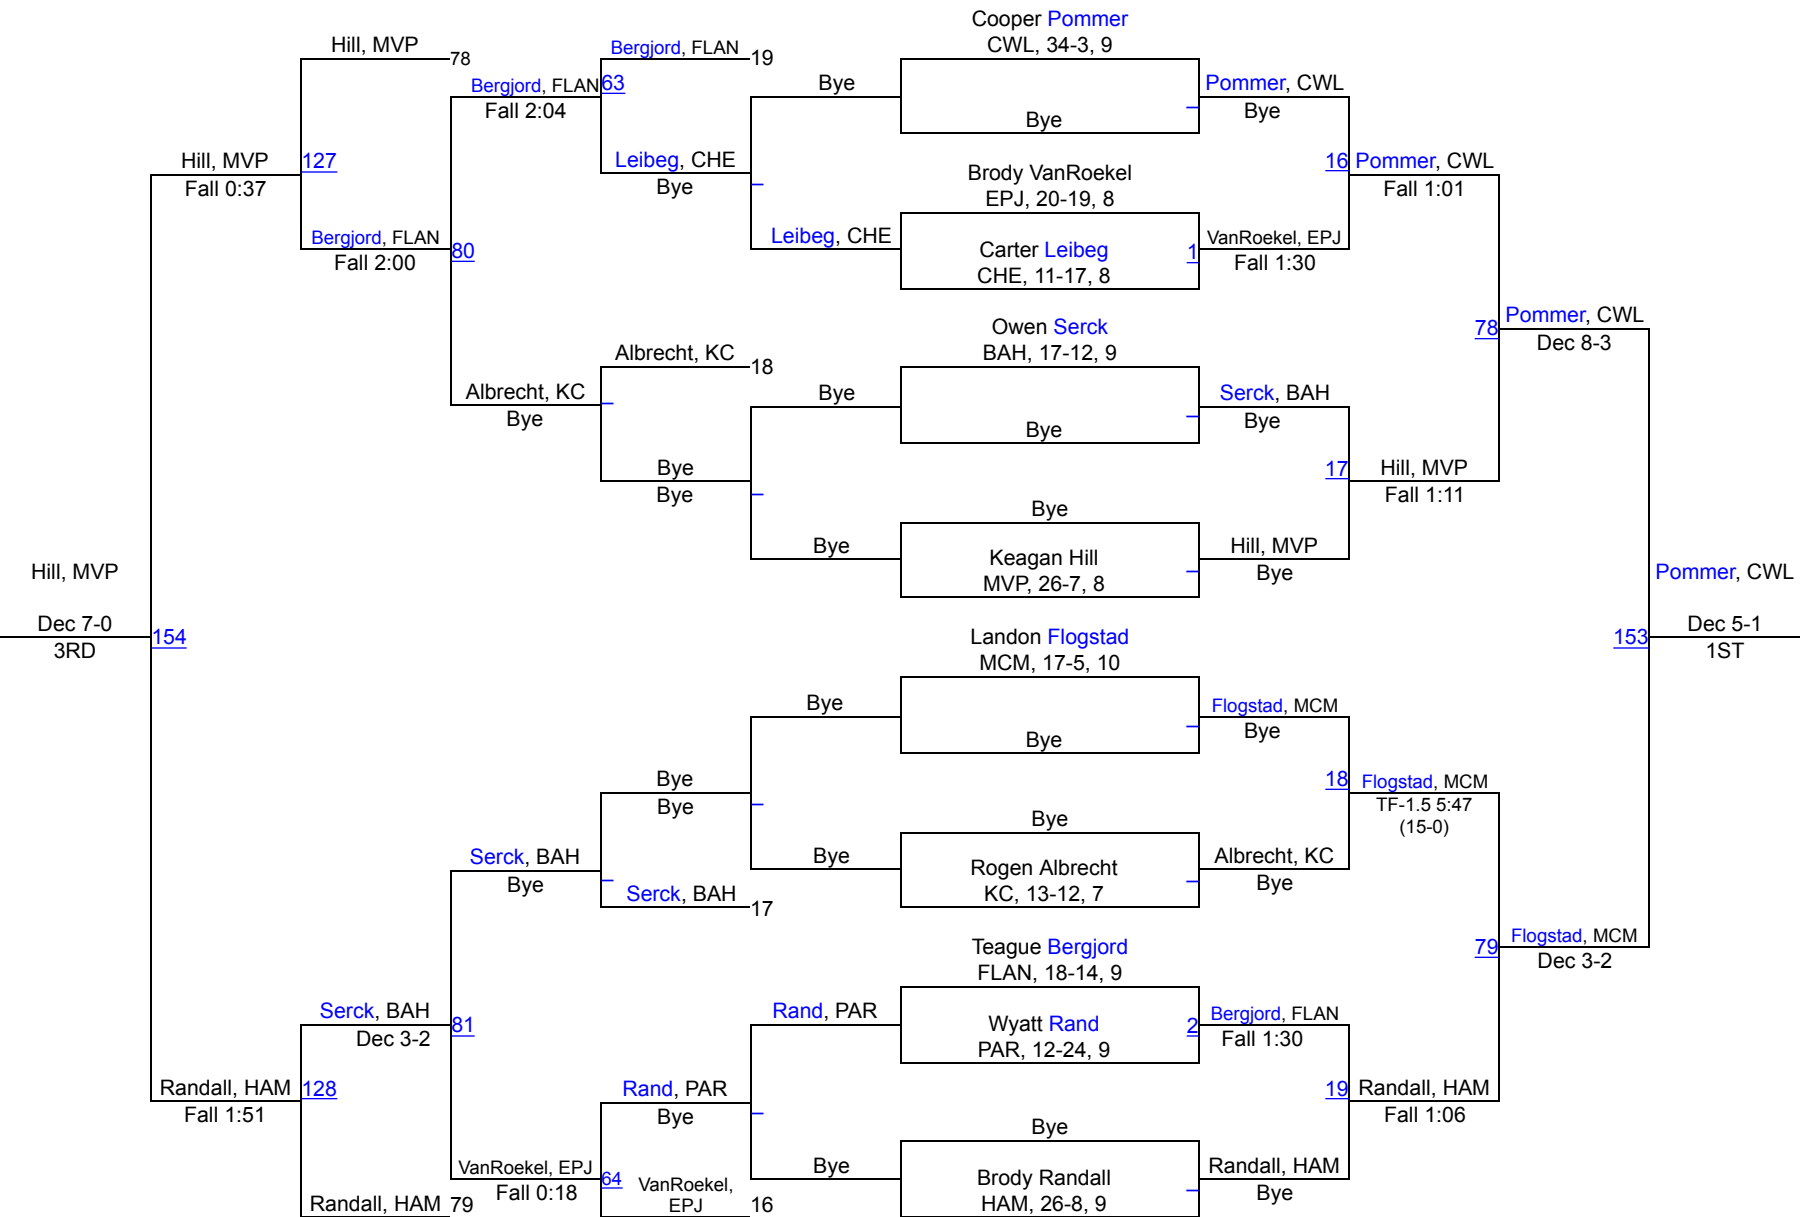 Cooper Pommer
CWL, 34-3, 9
Hill, MVP
78
Bergjord, FLAN
19
Bergjord, FLAN
63
Fall 2:04
Bye
Pommer, CWL
Bye
Bye
Hill, MVP
127
Fall 0:37
Leibeg, CHE
Bye
Brody VanRoekel
EPJ, 20-19, 8
16
Pommer, CWL
Fall 1:01
Bergjord, FLAN
80
Fall 2:00
Leibeg, CHE
Carter Leibeg
CHE, 11-17, 8
1
VanRoekel, EPJ
Fall 1:30
Owen Serck
BAH, 17-12, 9
78
Pommer, CWL
Dec 8-3
Albrecht, KC
18
Albrecht, KC
Bye
Bye
Serck, BAH
Bye
Bye
Bye
Bye
17
Hill, MVP
Fall 1:11
Bye
Bye
Keagan Hill
MVP, 26-7, 8
Hill, MVP
Bye
Hill, MVP
Dec 7-0
3RD
154
Pommer, CWL
153
Dec 5-1
1ST
Landon Flogstad
MCM, 17-5, 10
Bye
Bye
Flogstad, MCM
Bye
Bye
Bye
18
Flogstad, MCM
TF-1.5 5:47
(15-0)
Bye
Bye
Rogen Albrecht
KC, 13-12, 7
Albrecht, KC
Bye
Serck, BAH
Bye
Serck, BAH
17
Teague Bergjord
FLAN, 18-14, 9
79
Flogstad, MCM
Dec 3-2
Serck, BAH
81
Dec 3-2
Rand, PAR
Wyatt Rand
PAR, 12-24, 9
2
Bergjord, FLAN
Fall 1:30
Randall, HAM
128
Fall 1:51
Rand, PAR
Bye
19
Randall, HAM
Fall 1:06
Bye
VanRoekel, EPJ
64
Fall 0:18
Bye
Brody Randall
HAM, 26-8, 9
Randall, HAM
Bye
Randall, HAM
79
VanRoekel,
EPJ
16